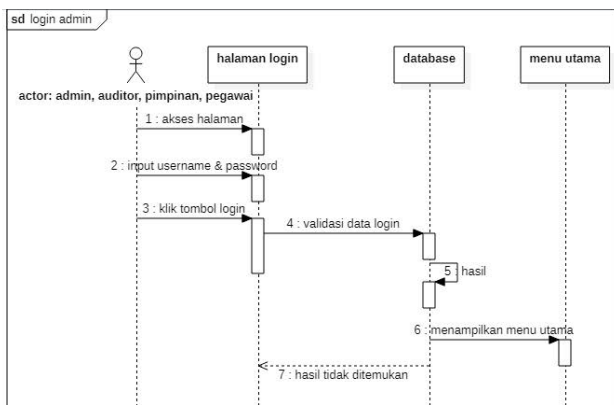 sd login admin
halaman login
database
menu utama
actor: admin, auditor, pimpinan, pegawai
1 : akses halaman
2 : input username & password
3 : klik tombol login
4 : validasi data login
5 : hasil
6 : menampilkan menu utama
7 : hasil tidak ditemukan